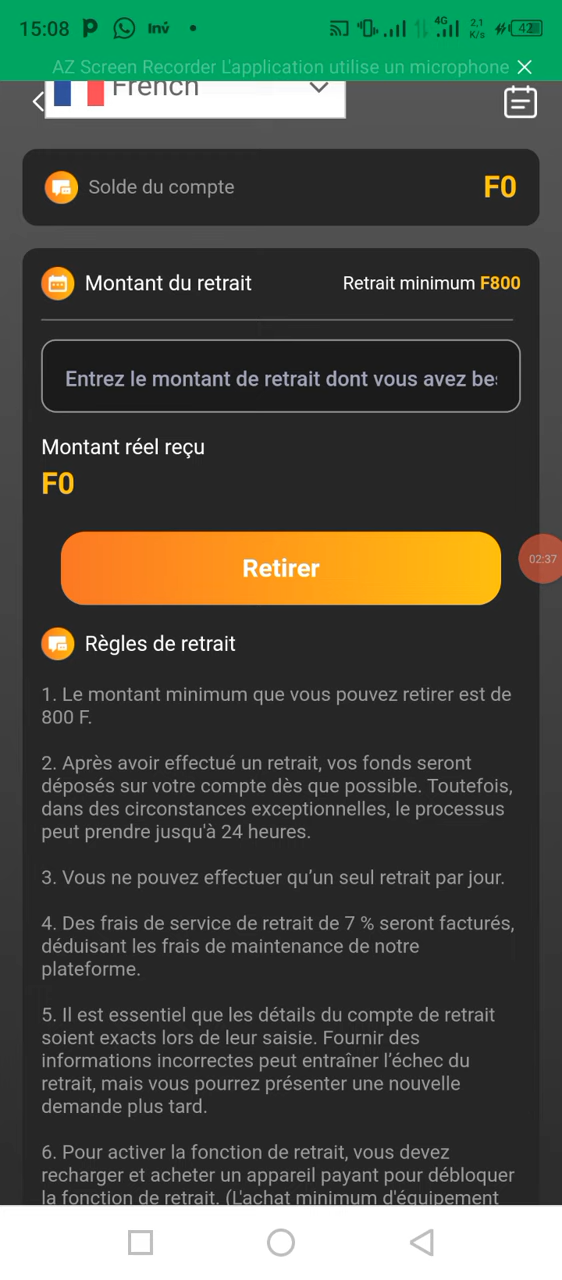 15:08 Inv 4G 2,1 K/s 42
AZ Screen Recorder L'application utilise un microphone
French
Solde du compte F0
Montant du retrait Retrait minimum F800
Entrez le montant de retrait dont vous avez bes
Montant réel reçu
F0
Retirer
02:37
Règles de retrait
1. Le montant minimum que vous pouvez retirer est de
800 F.
2. Après avoir effectué un retrait, vos fonds seront
déposés sur votre compte dès que possible. Toutefois,
dans des circonstances exceptionnelles, le processus
peut prendre jusqu'à 24 heures.
3. Vous ne pouvez effectuer qu’un seul retrait par jour.
4. Des frais de service de retrait de 7 % seront facturés,
déduisant les frais de maintenance de notre
plateforme.
5. Il est essentiel que les détails du compte de retrait
soient exacts lors de leur saisie. Fournir des
informations incorrectes peut entraîner l’échec du
retrait, mais vous pourrez présenter une nouvelle
demande plus tard.
6. Pour activer la fonction de retrait, vous devez
recharger et acheter un appareil payant pour débloquer
la fonction de retrait. (L'achat minimum d'équipement